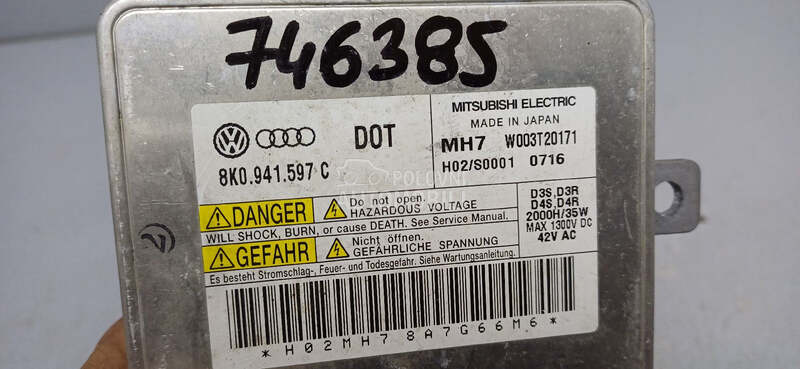 746385
DOT
8K0.941.597 C
MITSUBISHI ELECTRIC
MADE IN JAPAN
MH7 W003T20171
H02/S0001 0716
DANGER
Do not open.
HAZARDOUS VOLTAGE
WILL SHOCK, BURN, or cause DEATH. See Service Manual.
GEFAHR
Nicht öffnen.
GEFÄHRLICHE SPANNUNG
Es besteht Stromschlag-, Feuer- und Todesgefahr. Siehe Wartungsanleitung.
D3S, D3R
D4S, D4R
2000H/35W
MAX 1300V DC
42V AC
*H02MH78A7G66M6*
POLOVNI
AUTOMOBILI